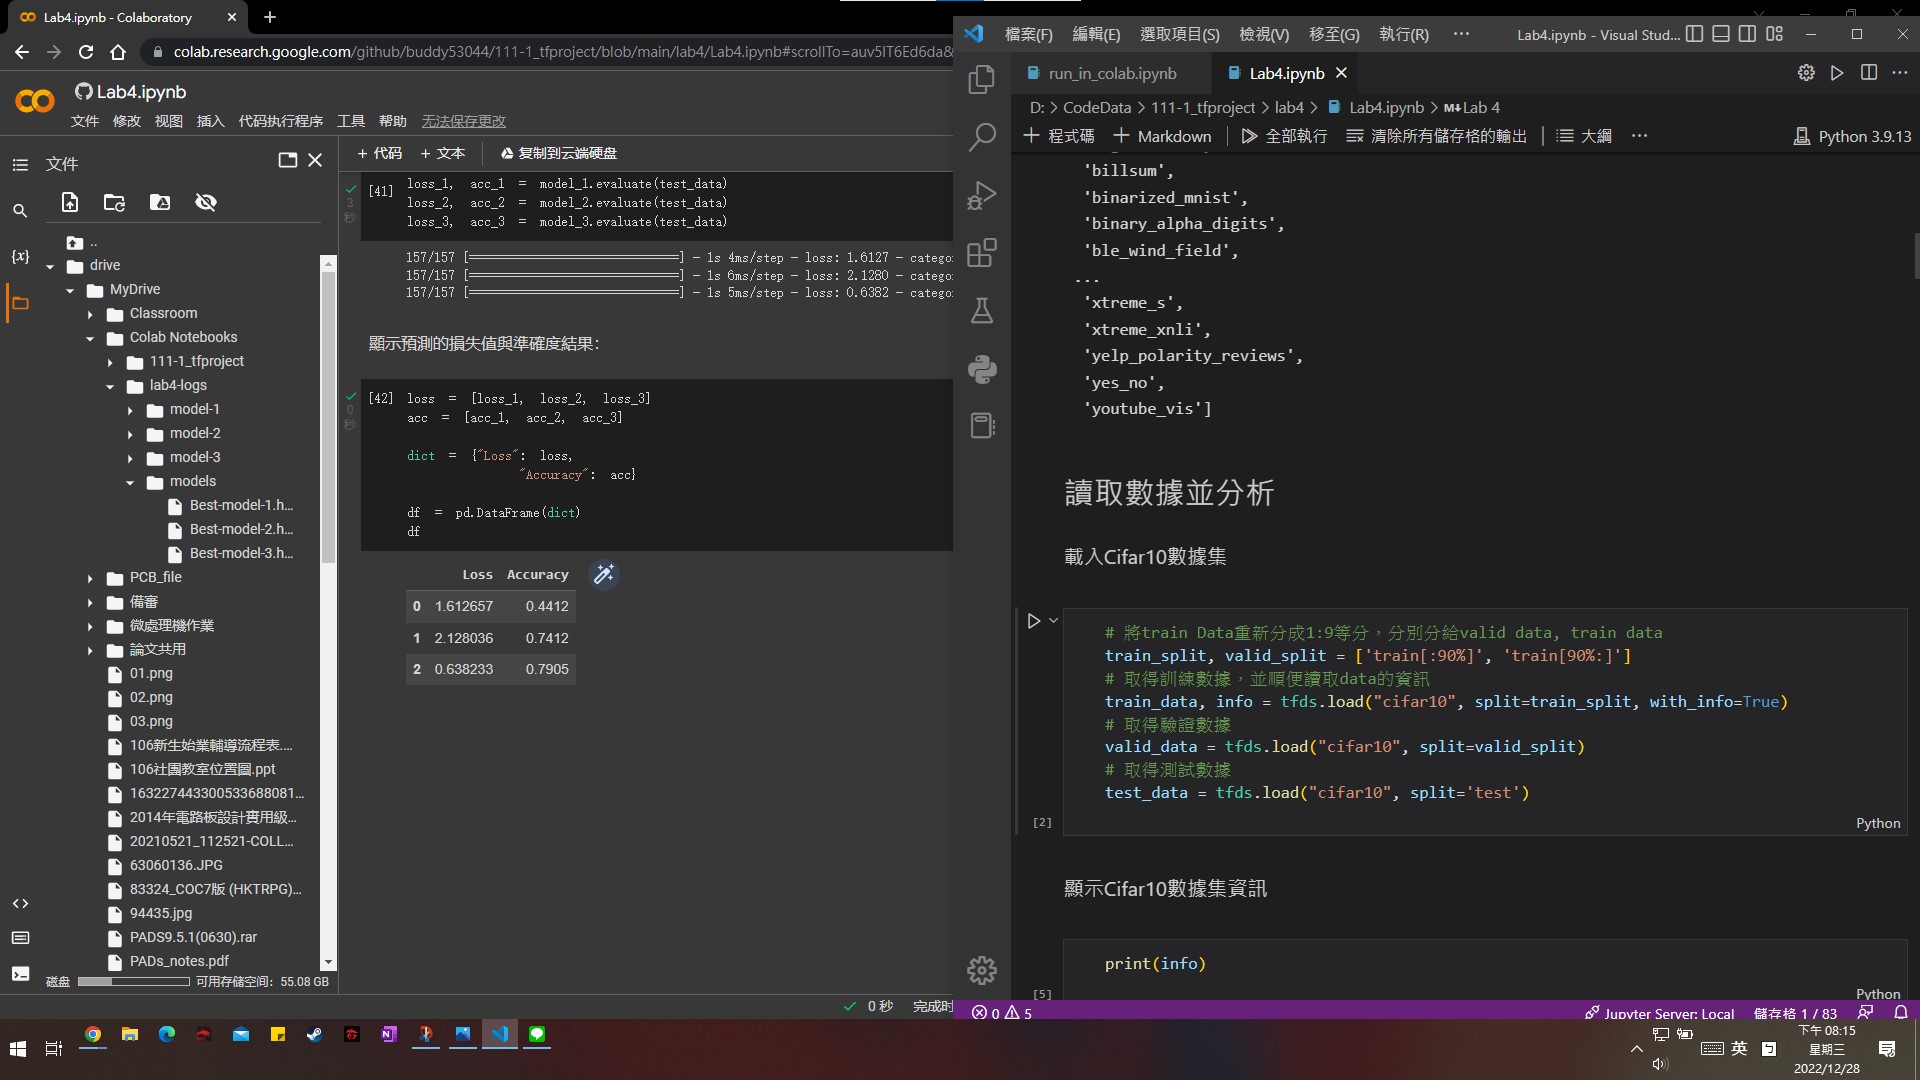 Lab4.ipynb - Colaboratory
colab.research.google.com/github/buddy53044/111-1_tfproject/blob/main/lab4/Lab4.ipynb#scrollTo=auv5lT6Ed6da&
Lab4.ipynb
文件 修改 视图 插入 代码执行程序 工具 帮助 无法保存更改
文件
+ 代码 + 文本 复制到云端硬盘
..
drive
MyDrive
Classroom
Colab Notebooks
111-1_tfproject
lab4-logs
model-1
model-2
model-3
models
Best-model-1.h...
Best-model-2.h...
Best-model-3.h...
PCB_file
備審
微處理機作業
論文共用
01.png
02.png
03.png
106新生始業輔導流程表....
106社團教室位置圖.ppt
163227443300533688081...
2014年電路板設計費用級...
20210521_112521-COLL...
63060136.JPG
83324_COC7版 (HKTRPG)...
94435.jpg
PADS9.5.1(0630).rar
PADs_notes.pdf
磁盘 可用存储空间: 55.08 GB
{x}
3
秒
[41] loss_1, acc_1 = model_1.evaluate(test_data)
loss_2, acc_2 = model_2.evaluate(test_data)
loss_3, acc_3 = model_3.evaluate(test_data)
157/157 [==============================] - 1s 4ms/step - loss: 1.6127 - catego
157/157 [==============================] - 1s 6ms/step - loss: 2.1280 - catego
157/157 [==============================] - 1s 5ms/step - loss: 0.6382 - catego
顯示預測的損失值與準確度結果:
0
秒
[42] loss = [loss_1, loss_2, loss_3]
acc = [acc_1, acc_2, acc_3]
dict = {"Loss": loss,
"Accuracy": acc}
df = pd.DataFrame(dict)
df
Loss Accuracy
0 1.612657 0.4412
1 2.128036 0.7412
2 0.638233 0.7905
0 秒 完成时
檔案(F) 編輯(E) 選取項目(S) 檢視(V) 移至(G) 執行(R) ··· Lab4.ipynb - Visual Stud...
run_in_colab.ipynb Lab4.ipynb
D: > CodeData > 111-1_tfproject > lab4 > Lab4.ipynb > M↓Lab 4
+ 程式碼 + Markdown 全部執行 清除所有儲存格的輸出 大綱 ··· Python 3.9.13
'billsum',
'binarized_mnist',
'binary_alpha_digits',
'ble_wind_field',
...
'xtreme_s',
'xtreme_xnli',
'yelp_polarity_reviews',
'yes_no',
'youtube_vis']
讀取數據並分析
載入Cifar10數據集
# 將train Data重新分成1:9等分，分別分給valid data, train data
train_split, valid_split = ['train[:90%]', 'train[90%:]']
# 取得訓練數據，並順便讀取data的資訊
train_data, info = tfds.load("cifar10", split=train_split, with_info=True)
# 取得驗證數據
valid_data = tfds.load("cifar10", split=valid_split)
# 取得測試數據
test_data = tfds.load("cifar10", split='test')
[2] Python
顯示Cifar10數據集資訊
print(info)
[5] Python
0 5 Jupyter Server: Local 儲存格 1 / 83
英
下午 08:15
星期三
2022/12/28